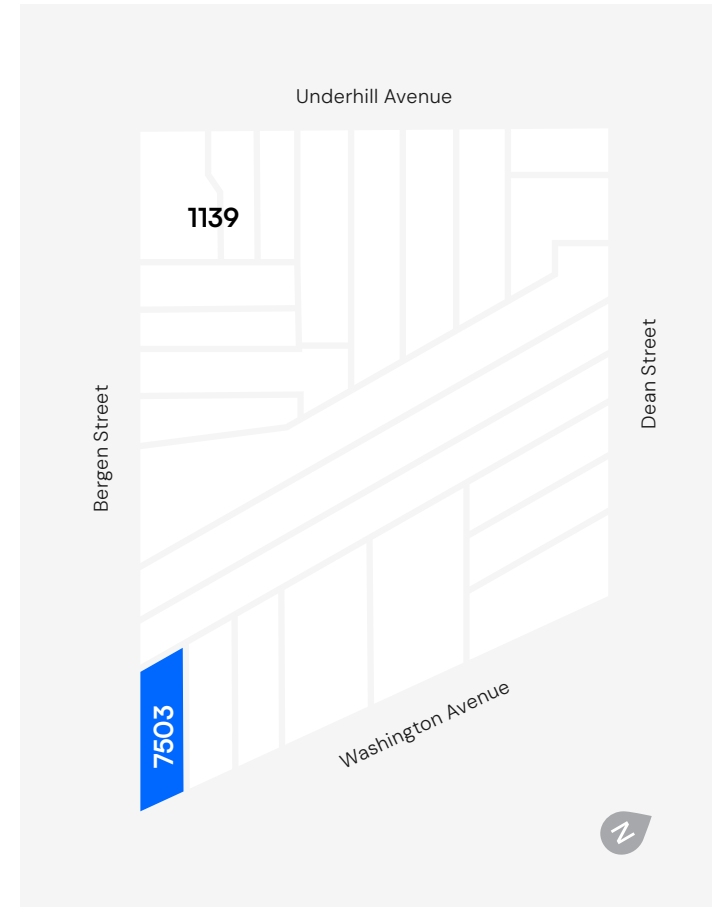 Underhill Avenue
1139
Dean Street
Bergen Street
7503
Washington Avenue
N